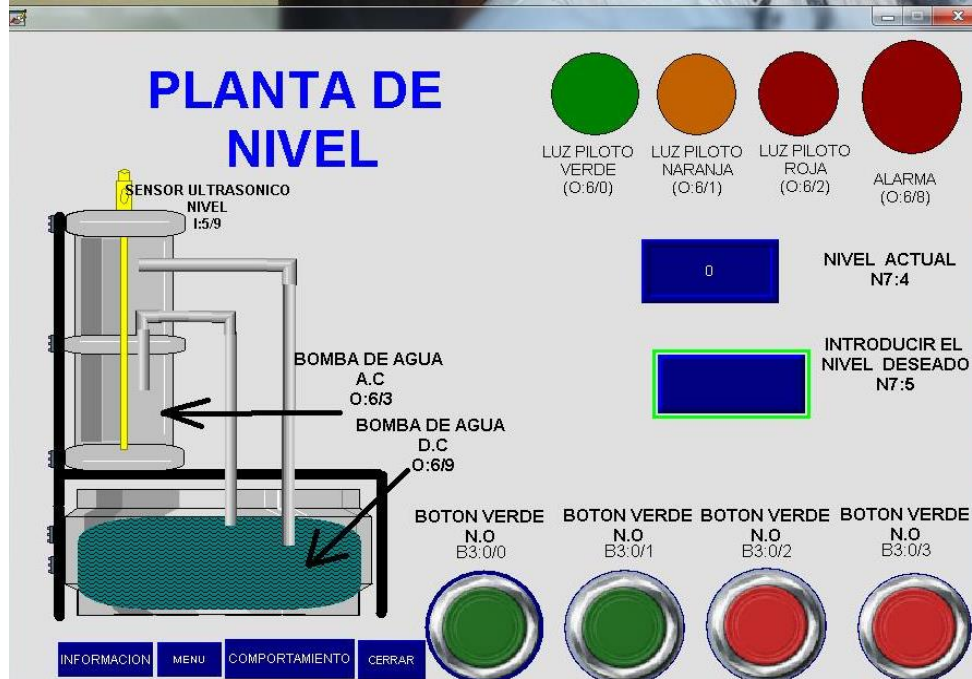 PLANTA DE
NIVEL
LUZ PILOTO
VERDE
(O:6/0)
LUZ PILOTO
NARANJA
(O:6/1)
LUZ PILOTO
ROJA
(O:6/2)
ALARMA
(O:6/8)
SENSOR ULTRASONICO
NIVEL
I:5/9
0
NIVEL ACTUAL
N7:4
INTRODUCIR EL
NIVEL DESEADO
N7:5
BOMBA DE AGUA
A.C
O:6/3
BOMBA DE AGUA
D.C
O:6/9
BOTON VERDE
N.O
B3:0/0
BOTON VERDE
N.O
B3:0/1
BOTON VERDE
N.O
B3:0/2
BOTON VERDE
N.O
B3:0/3
INFORMACION
MENU
COMPORTAMIENTO
CERRAR